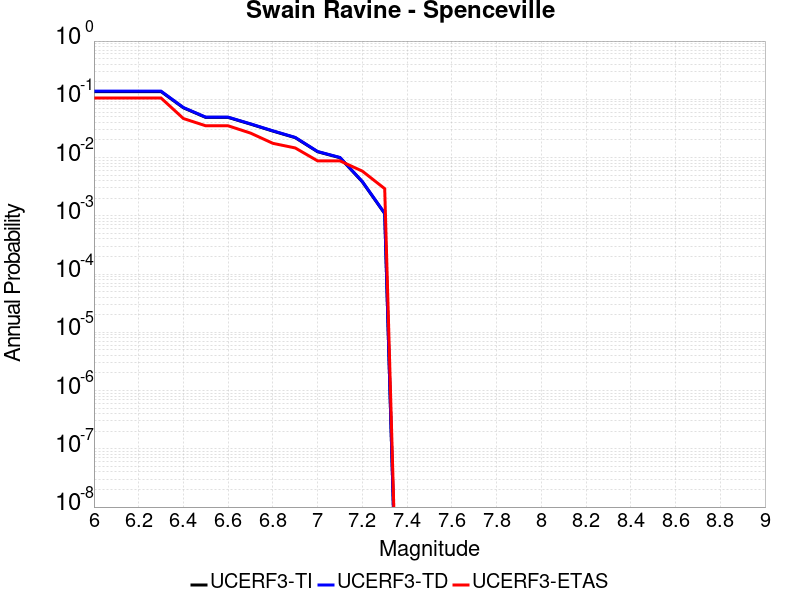 Swain Ravine - Spenceville
10^0
10^-1
10^-2
10^-3
10^-4
10^-5
10^-6
10^-7
10^-8
Annual Probability
6 6.2 6.4 6.6 6.8 7 7.2 7.4 7.6 7.8 8 8.2 8.4 8.6 8.8 9
Magnitude
UCERF3-TI UCERF3-TD UCERF3-ETAS